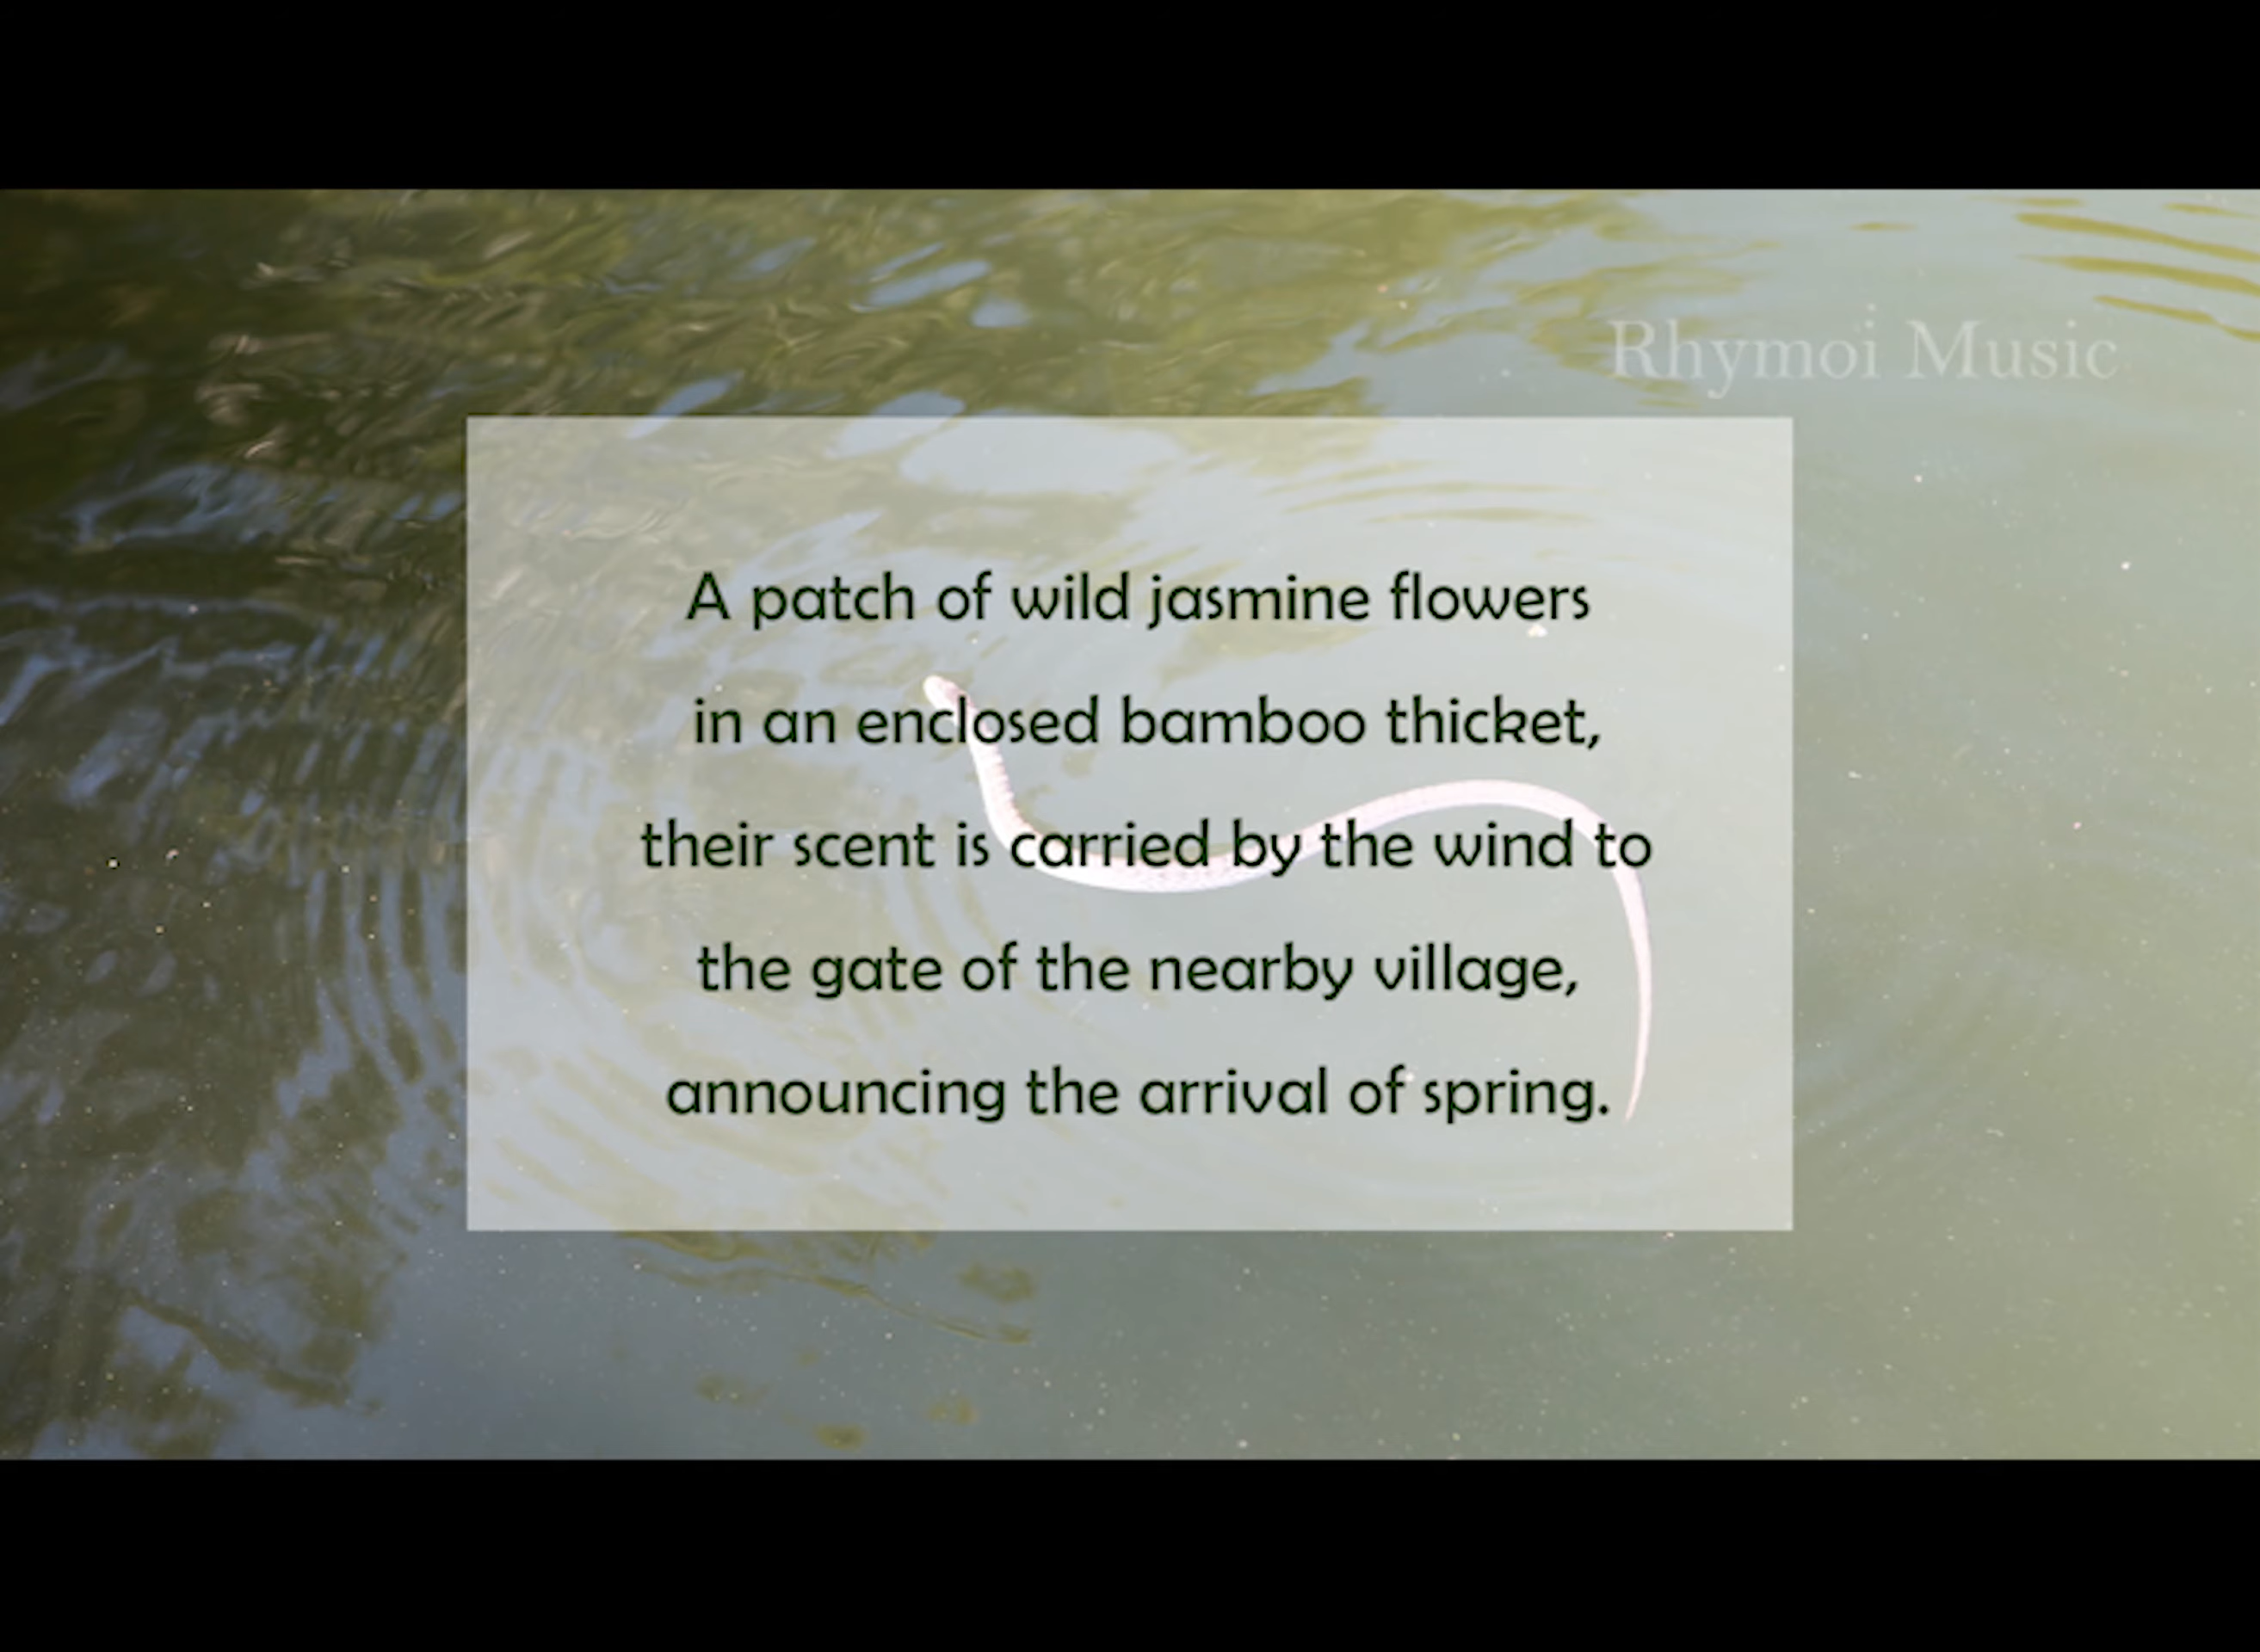 Rhymoi Music
A patch of wild jasmine flowers
in an enclosed bamboo thicket,
their scent is carried by the wind to
the gate of the nearby village,
announcing the arrival of spring.